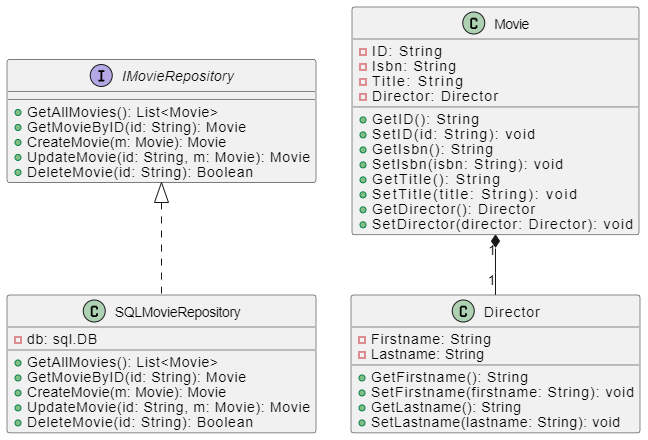 I IMovieRepository
GetAllMovies(): List<Movie>
GetMovieByID(id: String): Movie
CreateMovie(m: Movie): Movie
UpdateMovie(id: String, m: Movie): Movie
DeleteMovie(id: String): Boolean
C Movie
ID: String
Isbn: String
Title: String
Director: Director
GetID(): String
SetID(id: String): void
GetIsbn(): String
SetIsbn(isbn: String): void
GetTitle(): String
SetTitle(title: String): void
GetDirector(): Director
SetDirector(director: Director): void
1
1
C SQLMovieRepository
db: sql.DB
GetAllMovies(): List<Movie>
GetMovieByID(id: String): Movie
CreateMovie(m: Movie): Movie
UpdateMovie(id: String, m: Movie): Movie
DeleteMovie(id: String): Boolean
C Director
Firstname: String
Lastname: String
GetFirstname(): String
SetFirstname(firstname: String): void
GetLastname(): String
SetLastname(lastname: String): void